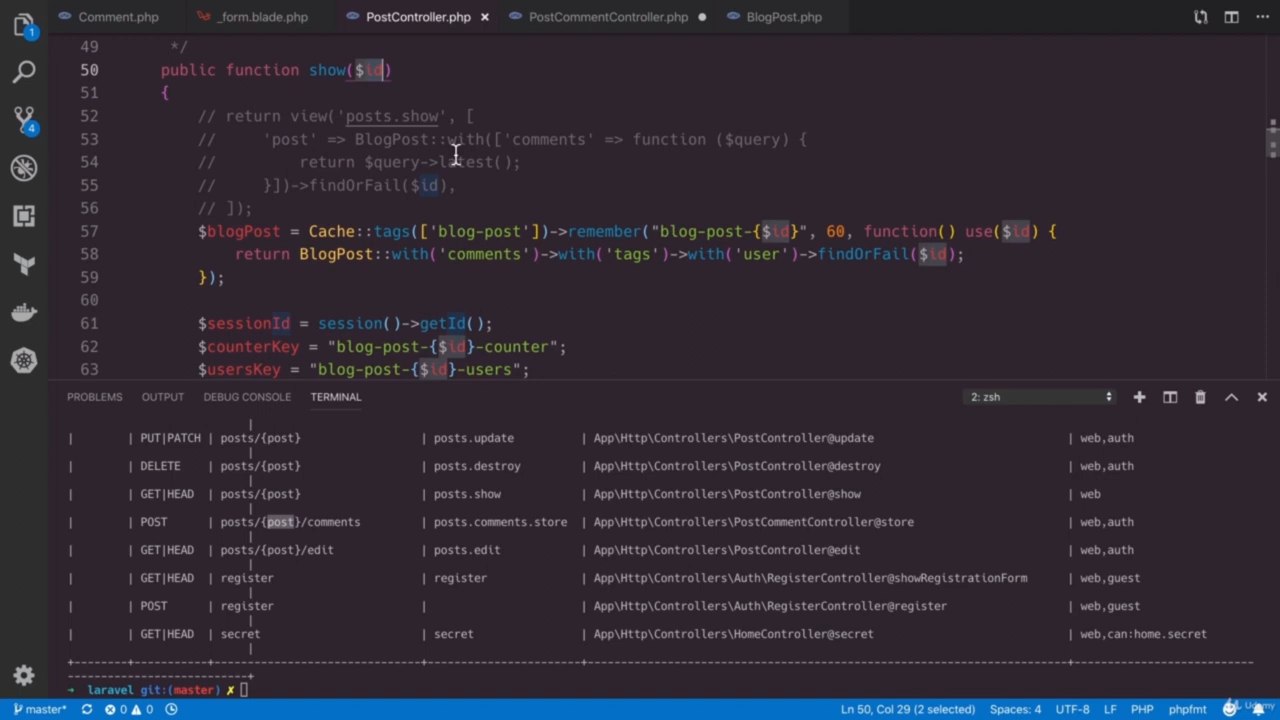 Comment.php _form.blade.php PostController.php × PostCommentController.php BlogPost.php
1
4
49 */
50 public function show($id)
51 {
52 // return view('posts.show', [
53 //     'post' => BlogPost::with(['comments' => function ($query) {
54 //         return $query->latest();
55 //     }])->findOrFail($id),
56 // ]);
57 $blogPost = Cache::tags(['blog-post'])->remember("blog-post-{$id}", 60, function() use($id) {
58     return BlogPost::with('comments')->with('tags')->with('user')->findOrFail($id);
59 });
60
61 $sessionId = session()->getId();
62 $counterKey = "blog-post-{$id}-counter";
63 $usersKey = "blog-post-{$id}-users";
PROBLEMS OUTPUT DEBUG CONSOLE TERMINAL 2: zsh
|
| | PUT|PATCH | posts/{post} | posts.update | App\Http\Controllers\PostController@update | web,auth
|
| | DELETE | posts/{post} | posts.destroy | App\Http\Controllers\PostController@destroy | web,auth
|
| | GET|HEAD | posts/{post} | posts.show | App\Http\Controllers\PostController@show | web
|
| | POST | posts/{post}/comments | posts.comments.store | App\Http\Controllers\PostCommentController@store | web,auth
|
| | GET|HEAD | posts/{post}/edit | posts.edit | App\Http\Controllers\PostController@edit | web,auth
|
| | GET|HEAD | register | register | App\Http\Controllers\Auth\RegisterController@showRegistrationForm | web,guest
|
| | POST | register | | App\Http\Controllers\Auth\RegisterController@register | web,guest
|
| | GET|HEAD | secret | secret | App\Http\Controllers\HomeController@secret | web,can:home.secret
|
➜ laravel git:(master) ✗
master* 0 0 Ln 50, Col 29 (2 selected) Spaces: 4 UTF-8 LF PHP phpfmt Udemy